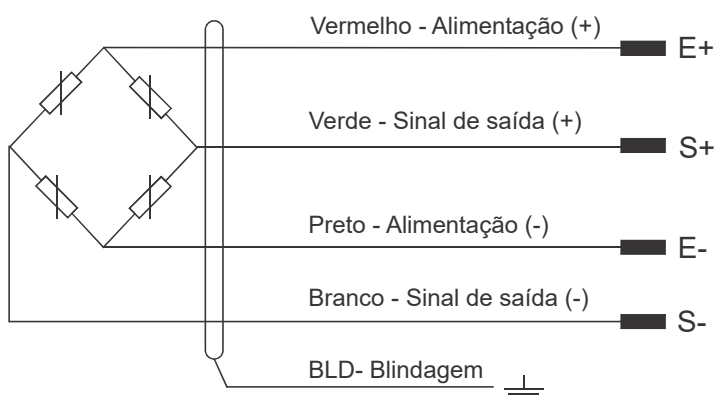 Vermelho - Alimentação (+)
E+
Verde - Sinal de saída (+)
S+
Preto - Alimentação (-)
E-
Branco - Sinal de saída (-)
S-
BLD- Blindagem